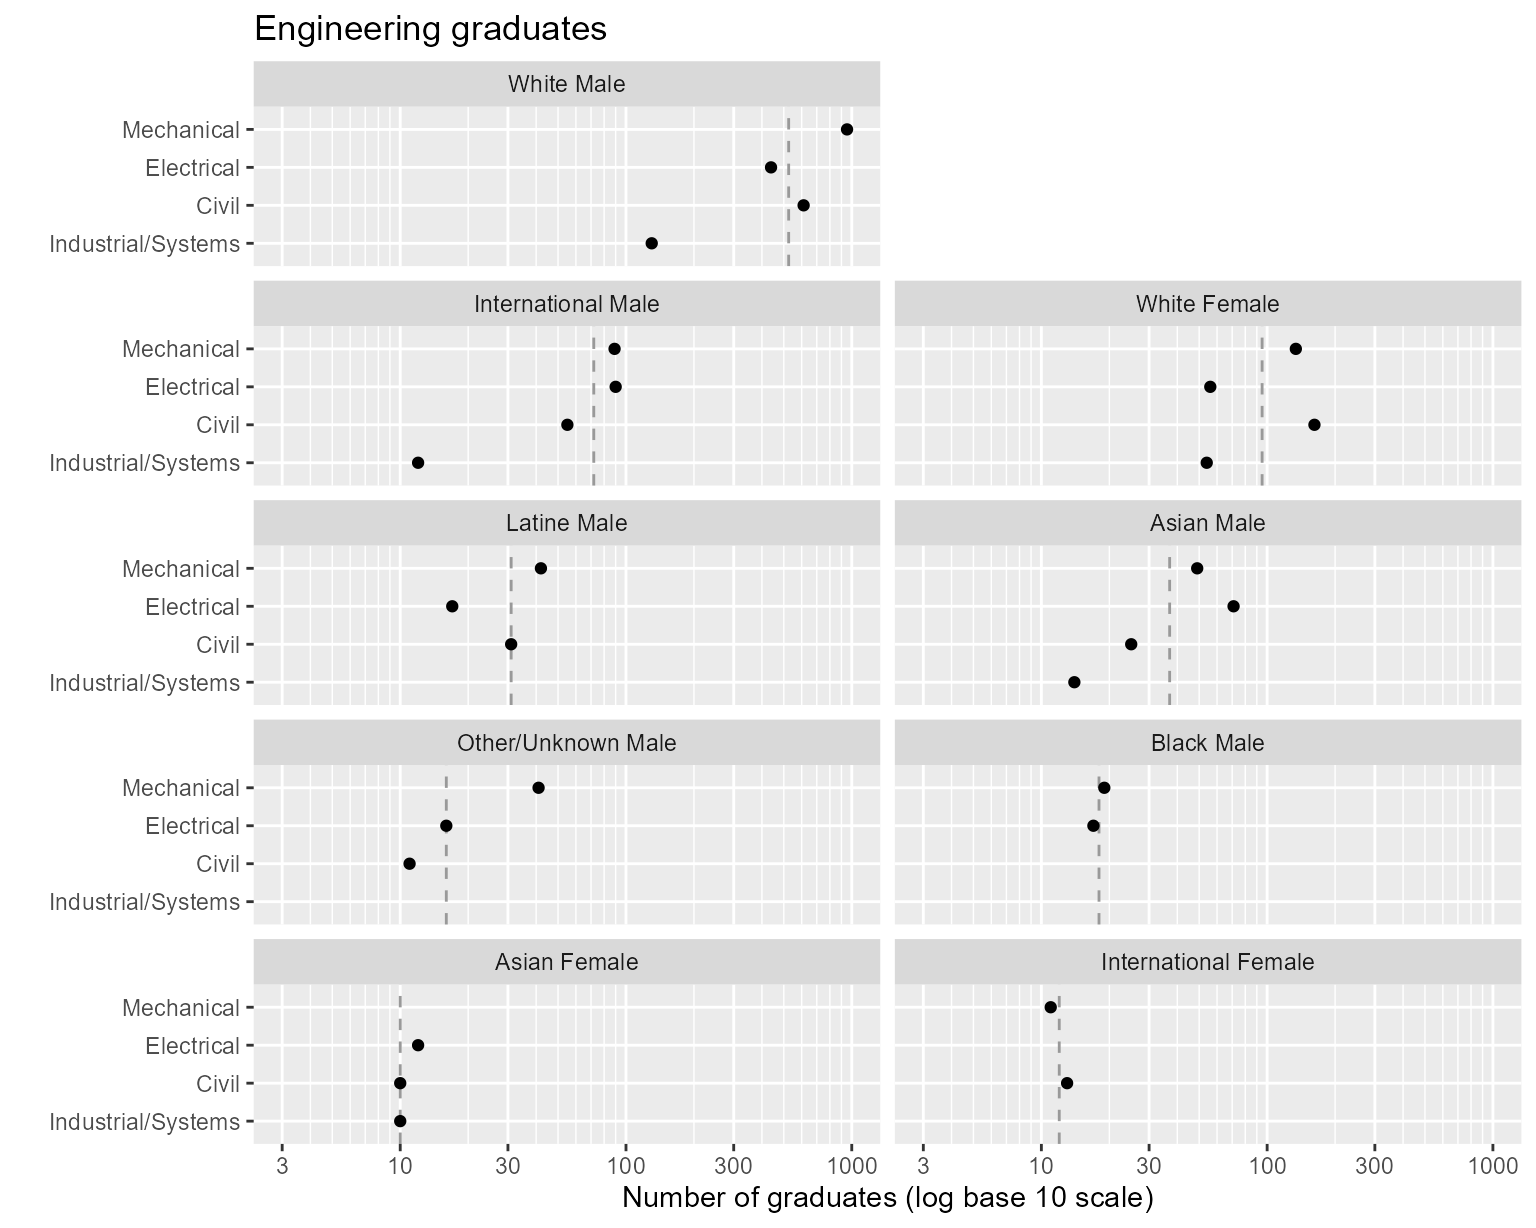 Engineering graduates
White Male
Mechanical
Electrical
Civil
Industrial/Systems
International Male
White Female
Mechanical
Electrical
Civil
Industrial/Systems
Latine Male
Asian Male
Mechanical
Electrical
Civil
Industrial/Systems
Other/Unknown Male
Black Male
Mechanical
Electrical
Civil
Industrial/Systems
Asian Female
International Female
Mechanical
Electrical
Civil
Industrial/Systems
3 10 30 100 300 1000
3 10 30 100 300 1000
Number of graduates (log base 10 scale)